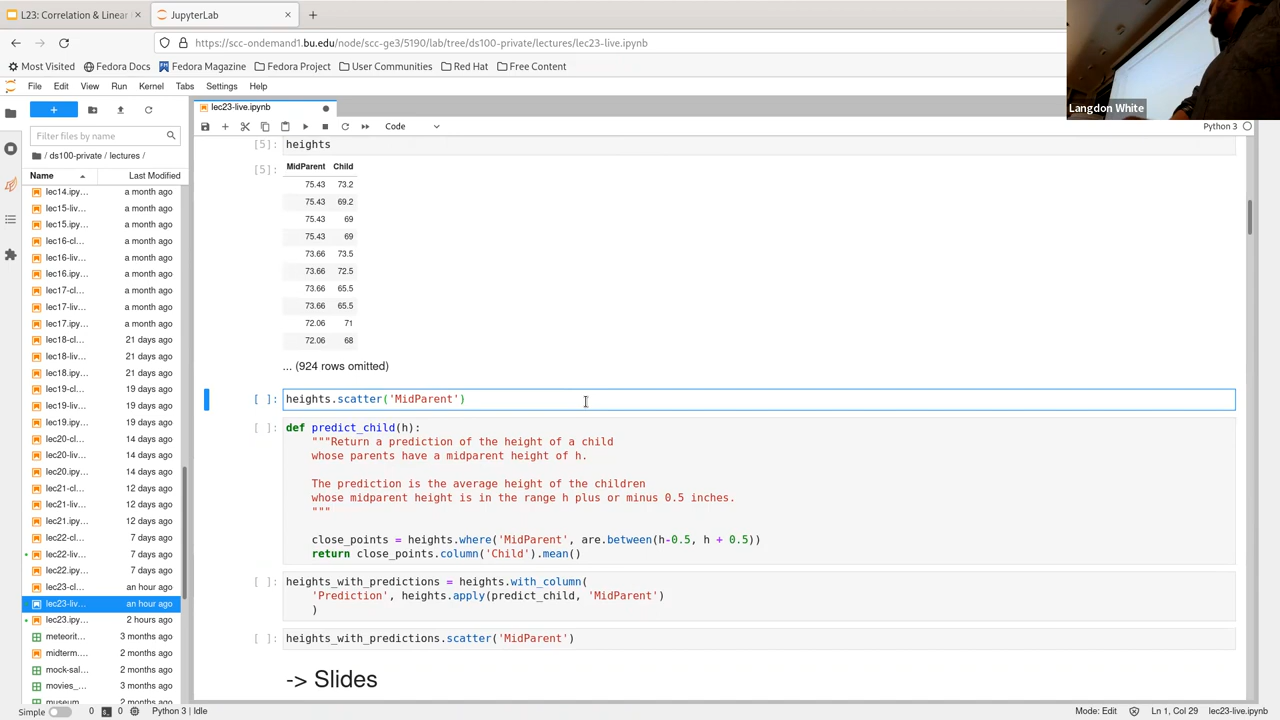 L23: Correlation & Linear
JupyterLab
https://scc-ondemand1.bu.edu/node/scc-ge3/5190/lab/tree/ds100-private/lectures/lec23-live.ipynb
Most Visited
Fedora Docs
Fedora Magazine
Fedora Project
User Communities
Red Hat
Free Content
File Edit View Run Kernel Tabs Settings Help
Langdon White
lec23-live.ipynb
Filter files by name
Code
Python 3
/ ds100-private / lectures /
Name Last Modified
lec14.ipy... a month ago
lec15-liv... a month ago
lec15.ipy... a month ago
lec16-cl... a month ago
lec16-liv... a month ago
lec16.ipy... a month ago
lec17-cl... a month ago
lec17-liv... a month ago
lec17.ipy... a month ago
lec18-cl... 21 days ago
lec18-liv... 21 days ago
lec18.ipy... 21 days ago
lec19-cl... 19 days ago
lec19-liv... 19 days ago
lec19.ipy... 19 days ago
lec20-cl... 14 days ago
lec20-liv... 14 days ago
lec20.ipy... 14 days ago
lec21-cl... 12 days ago
lec21-liv... 12 days ago
lec21.ipy... 12 days ago
lec22-cl... 7 days ago
lec22-liv... 7 days ago
lec22.ipy... 7 days ago
lec23-cl... an hour ago
lec23-liv... an hour ago
lec23.ipy... 2 hours ago
meteorit... 3 months ago
midterm.... 2 months ago
mock-sal... 2 months ago
movies_... 3 months ago
museum 2 months ago
[5]: heights
[5]: MidParent Child
75.43 73.2
75.43 69.2
75.43 69
75.43 69
73.66 73.5
73.66 72.5
73.66 65.5
73.66 65.5
72.06 71
72.06 68
... (924 rows omitted)
[ ]: heights.scatter('MidParent')
[ ]: def predict_child(h):
"""Return a prediction of the height of a child
whose parents have a midparent height of h.
The prediction is the average height of the children
whose midparent height is in the range h plus or minus 0.5 inches.
"""
close_points = heights.where('MidParent', are.between(h-0.5, h + 0.5))
return close_points.column('Child').mean()
[ ]: heights_with_predictions = heights.with_column(
'Prediction', heights.apply(predict_child, 'MidParent')
)
[ ]: heights_with_predictions.scatter('MidParent')
-> Slides
Simple 0 0 Python 3 | Idle Mode: Edit Ln 1, Col 29 lec23-live.ipynb